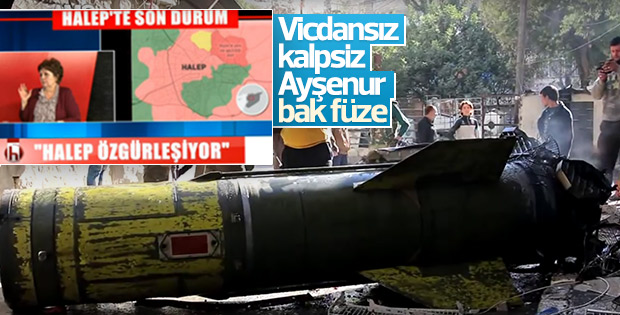 HALEP'TE SON DURUM
HALEP
"HALEP ÖZGÜRLEŞİYOR"
Vicdansız
kalpsiz
Ayşenur
bak füze